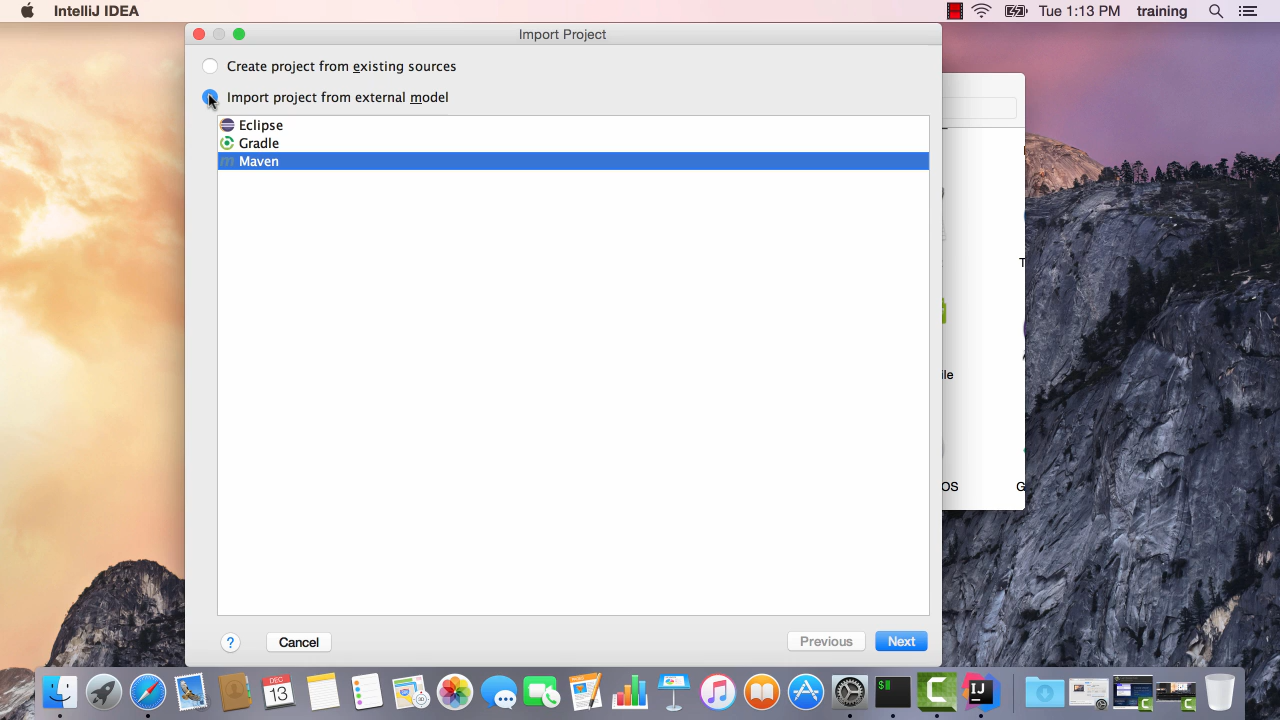 IntelliJ IDEA
Tue 1:13 PM training
Import Project
Create project from existing sources
Import project from external model
Eclipse
Gradle
Maven
T
ile
OS
G
? Cancel Previous Next
DEC
13
$
IJ